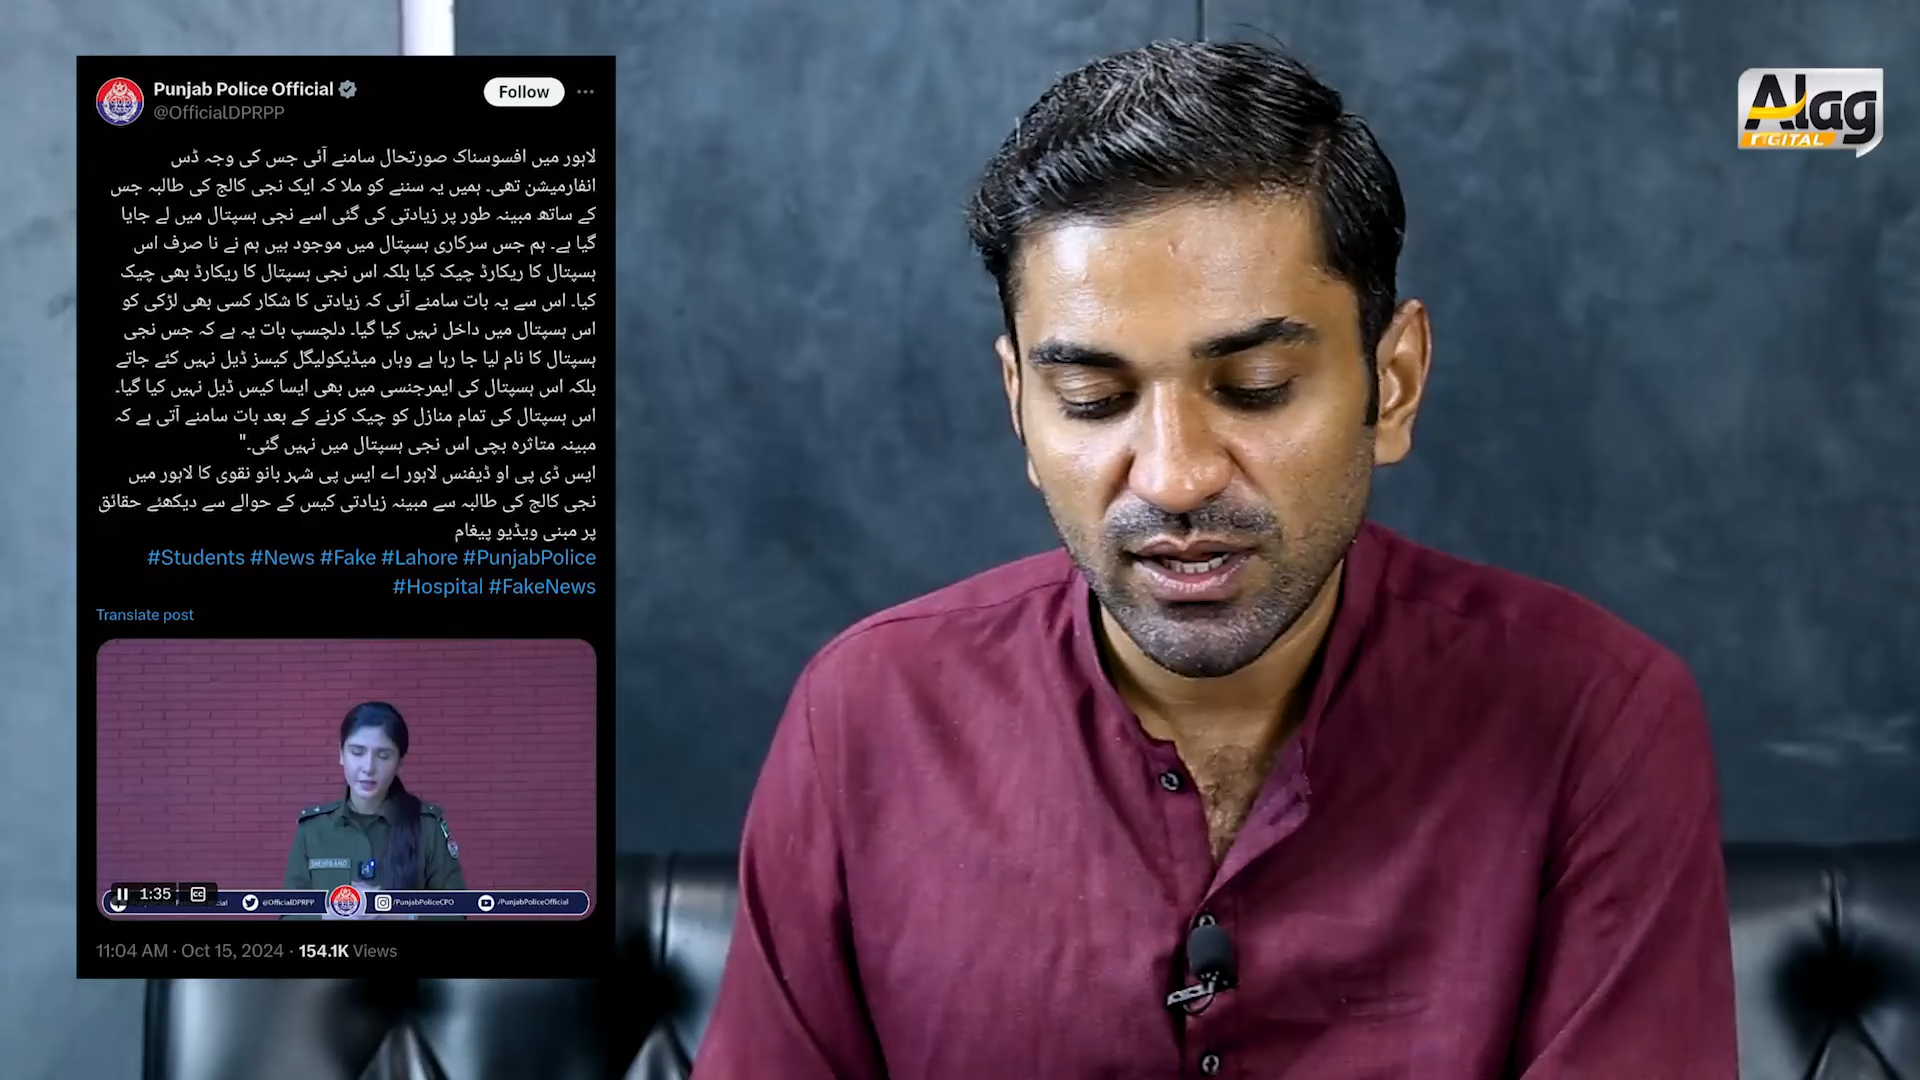 Punjab Police Official
@OfficialDPRPP
Follow
لاہور میں افسوسناک صورتحال سامنے آئی جس کی وجہ ڈس
انفارمیشن تھی۔ ہمیں یہ سننے کو ملا کہ ایک نجی کالج کی طالبہ جس
کے ساتھ مبینہ طور پر زیادتی کی گئی اسے نجی ہسپتال میں لے جایا
گیا ہے۔ ہم جس سرکاری ہسپتال میں موجود ہیں ہم نے نا صرف اس
ہسپتال کا ریکارڈ چیک کیا بلکہ اس نجی ہسپتال کا ریکارڈ بھی چیک
کیا۔ اس سے یہ بات سامنے آئی کہ زیادتی کا شکار کسی بھی لڑکی کو
اس ہسپتال میں داخل نہیں کیا گیا۔ دلچسپ بات یہ ہے کہ جس نجی
ہسپتال کا نام لیا جا رہا ہے وہاں میڈیکولیگل کیسز ڈیل نہیں کئے جاتے
بلکہ اس ہسپتال کی ایمرجنسی میں بھی ایسا کیس ڈیل نہیں کیا گیا۔
اس ہسپتال کی تمام منازل کو چیک کرنے کے بعد بات سامنے آتی ہے کہ
مبینہ متاثرہ بچی اس نجی ہسپتال میں نہیں گئی۔"
ایس ڈی پی او ڈیفنس لاہور اے ایس پی شہر بانو نقوی کا لاہور میں
نجی کالج کی طالبہ سے مبینہ زیادتی کیس کے حوالے سے دیکھئے حقائق
پر مبنی ویڈیو پیغام
#Students #News #Fake #Lahore #PunjabPolice
#Hospital #FakeNews
Translate post
SHEHRBANO
1:35 CC
@OfficialDPRPP /PunjabPoliceCPO /PunjabPoliceOfficial
11:04 AM · Oct 15, 2024 · 154.1K Views
Alag
DIGITAL